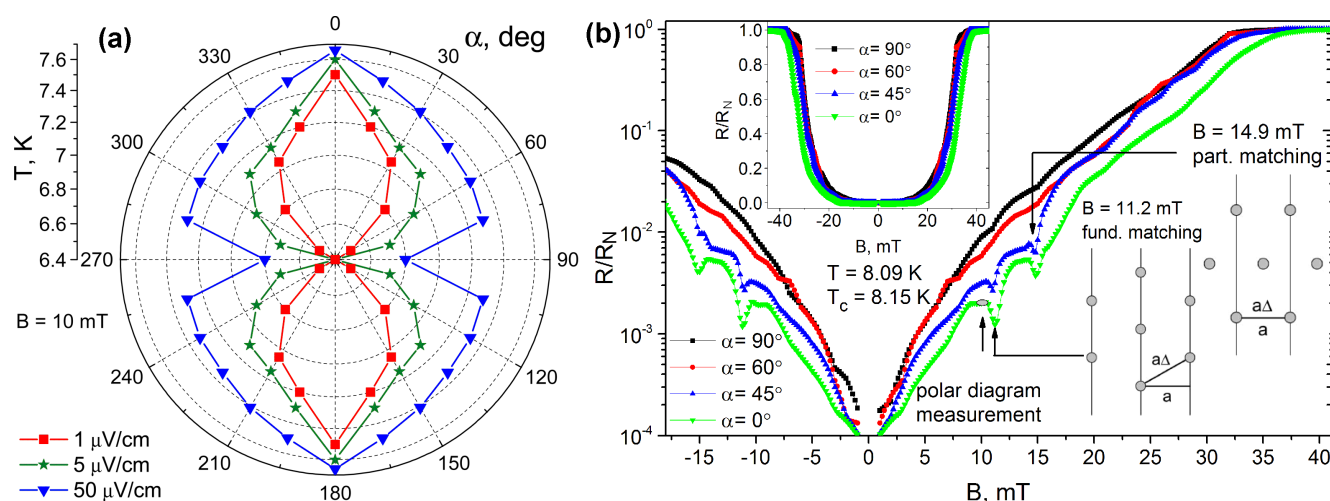 (a)
0
α, deg
30
60
90
120
150
180
210
240
270
300
330
T, K
7.6
7.4
7.2
7
6.8
6.6
6.4
B = 10 mT
1 µV/cm
5 µV/cm
50 µV/cm
(b)
R/R_N
10^0
10^-1
10^-2
10^-3
10^-4
-15
-10
-5
0
5
10
15
20
25
30
35
40
B, mT
R/R_N
1.0
0.8
0.6
0.4
0.2
0.0
-40
-20
0
20
40
B, mT
α= 90°
α= 60°
α= 45°
α= 0°
T = 8.09 K
T_c = 8.15 K
B = 14.9 mT
part. matching
B = 11.2 mT
fund. matching
aΔ
a
aΔ
a
polar diagram
measurement
α= 90°
α= 60°
α= 45°
α= 0°